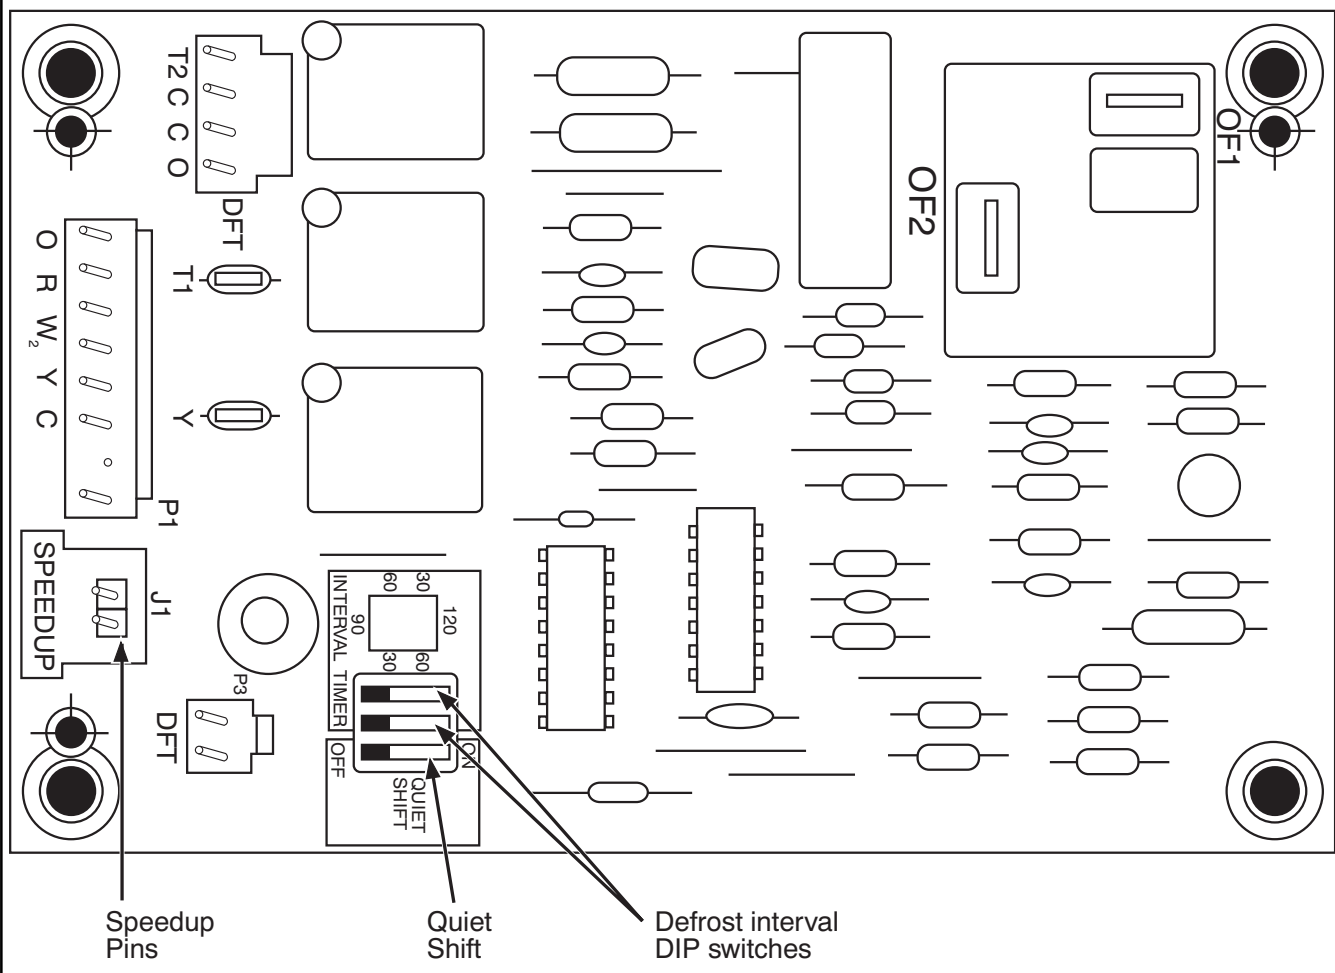 T2 C C O
DFT
T1
O R W₂ Y C
Y
P1
OF1
OF2
SPEEDUP
J1
INTERVAL TIMER
60
30
90
120
30
60
P3
DFT
OFF
ON
QUIET
SHIFT
Speedup
Pins
Quiet
Shift
Defrost interval
DIP switches